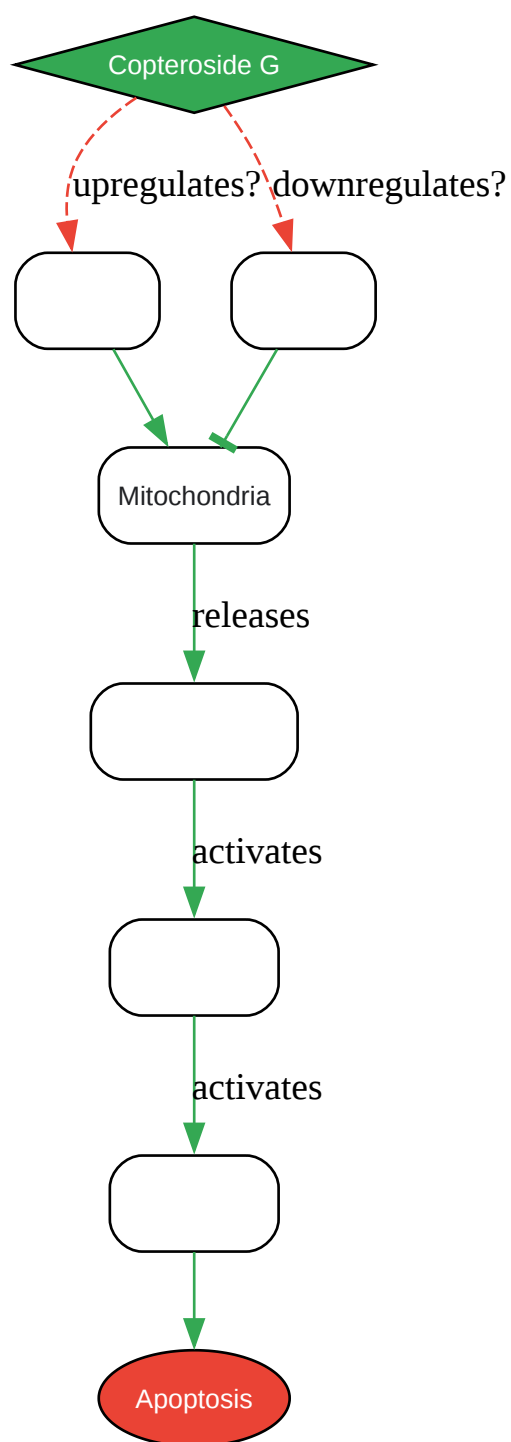 Copteroside G
upregulates?
downregulates?
Mitochondria
releases
activates
activates
Apoptosis